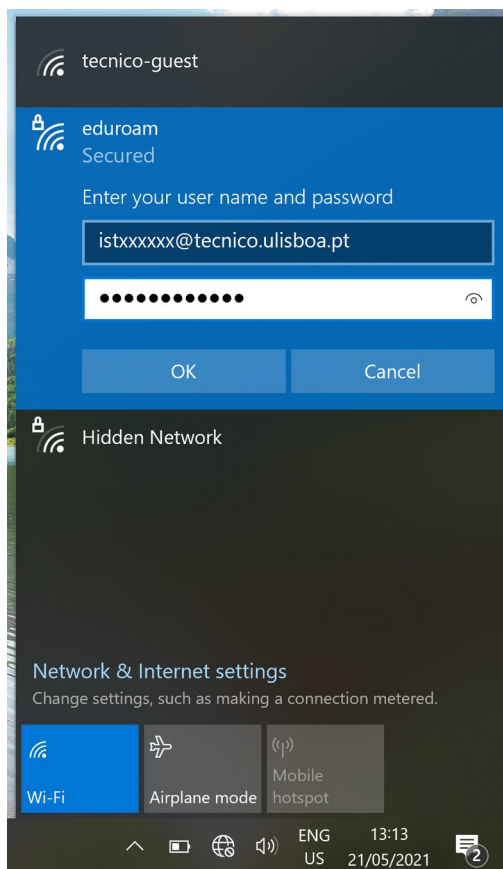 tecnico-guest
eduroam
Secured
Enter your user name and password
istxxxxxx@tecnico.ulisboa.pt
●●●●●●●●●●●●
OK
Cancel
Hidden Network
Network & Internet settings
Change settings, such as making a connection metered.
Wi-Fi
Airplane mode
Mobile
hotspot
ENG
US
13:13
21/05/2021
2